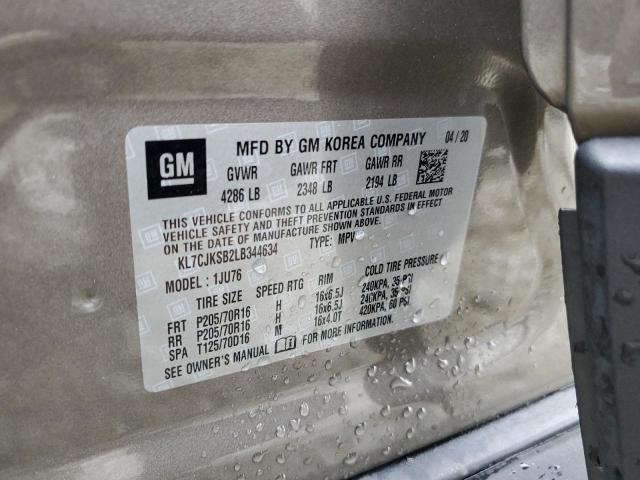 GM
MFD BY GM KOREA COMPANY 04 / 20
GVWR GAWR FRT GAWR RR
4286 LB 2348 LB 2194 LB
THIS VEHICLE CONFORMS TO ALL APPLICABLE U.S. FEDERAL MOTOR
VEHICLE SAFETY AND THEFT PREVENTION STANDARDS IN EFFECT
ON THE DATE OF MANUFACTURE SHOWN ABOVE.
KL7CJKSB2LB344634 TYPE: MPV
MODEL : 1JU76
TIRE SIZE SPEED RTG RIM COLD TIRE PRESSURE
FRT P205/70R16 H 16x6.5J 240KPA, 35 PSI
RR P205/70R16 H 16x6.5J 240KPA, 35 PSI
SPA T125/70D16 M 16x4.0T 420KPA, 60 PSI
SEE OWNER'S MANUAL FOR MORE INFORMATION.